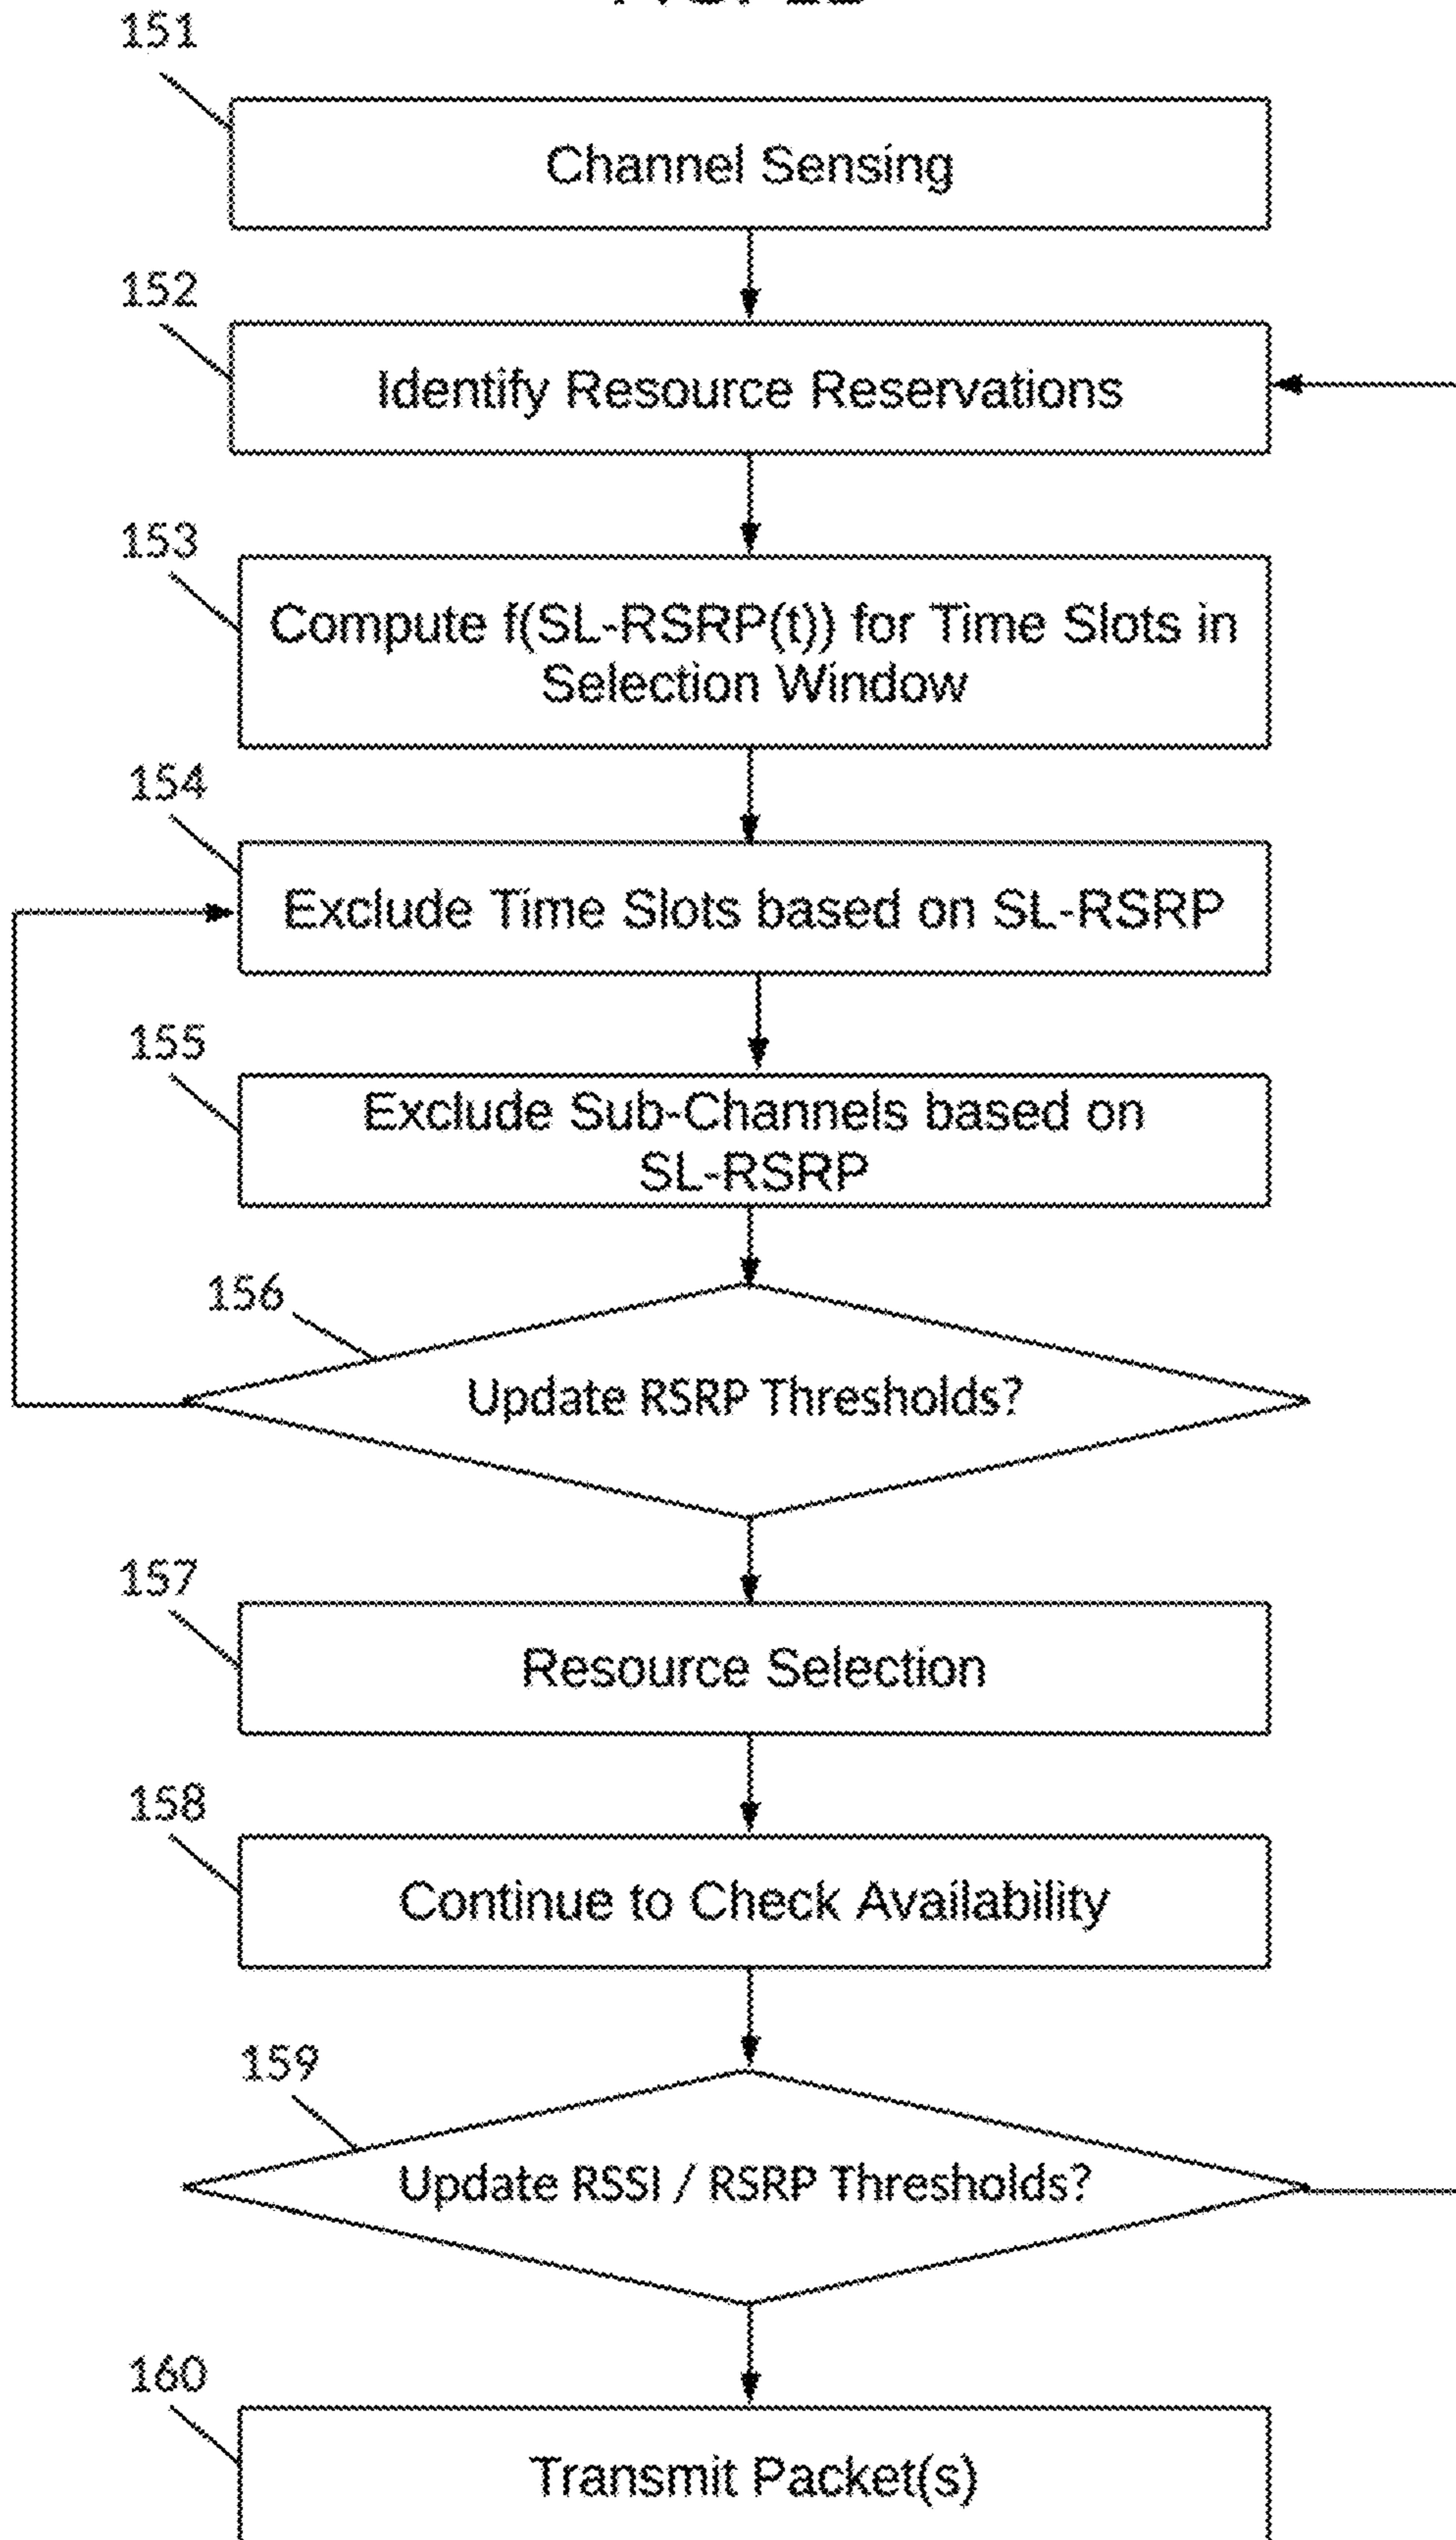 151
Channel Sensing
152
Identify Resource Reservations
153
Compute f(SL-RSRP(t)) for Time Slots in
Selection Window
154
Exclude Time Slots based on SL-RSRP
155
Exclude Sub-Channels based on
SL-RSRP
156
Update RSRP Thresholds?
157
Resource Selection
158
Continue to Check Availability
159
Update RSSI / RSRP Thresholds?
160
Transmit Packet(s)